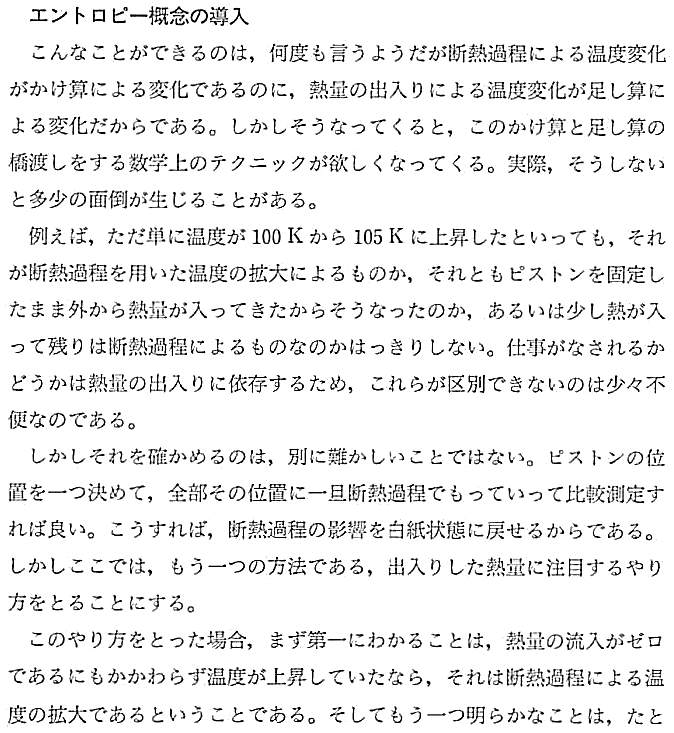 エントロピー概念の導入
こんなことができるのは，何度も言うようだが断熱過程による温度変化
がかけ算による変化であるのに，熱量の出入りによる温度変化が足し算に
よる変化だからである。しかしそうなってくると，このかけ算と足し算の
橋渡しをする数学上のテクニックが欲しくなってくる。実際，そうしない
と多少の面倒が生じることがある。
例えば，ただ単に温度が 100 K から 105 K に上昇したといっても，それ
が断熱過程を用いた温度の拡大によるものか，それともピストンを固定し
たまま外から熱量が入ってきたからそうなったのか，あるいは少し熱が入
って残りは断熱過程によるものなのかはっきりしない。仕事がなされるか
どうかは熱量の出入りに依存するため，これらが区別できないのは少々不
便なのである。
しかしそれを確かめるのは，別に難かしいことではない。ピストンの位
置を一つ決めて，全部その位置に一旦断熱過程でもっていって比較測定す
れば良い。こうすれば，断熱過程の影響を白紙状態に戻せるからである。
しかしここでは，もう一つの方法である，出入りした熱量に注目するやり
方をとることにする。
このやり方をとった場合，まず第一にわかることは，熱量の流入がゼロ
であるにもかかわらず温度が上昇していたなら，それは断熱過程による温
度の拡大であるということである。そしてもう一つ明らかなことは，たと